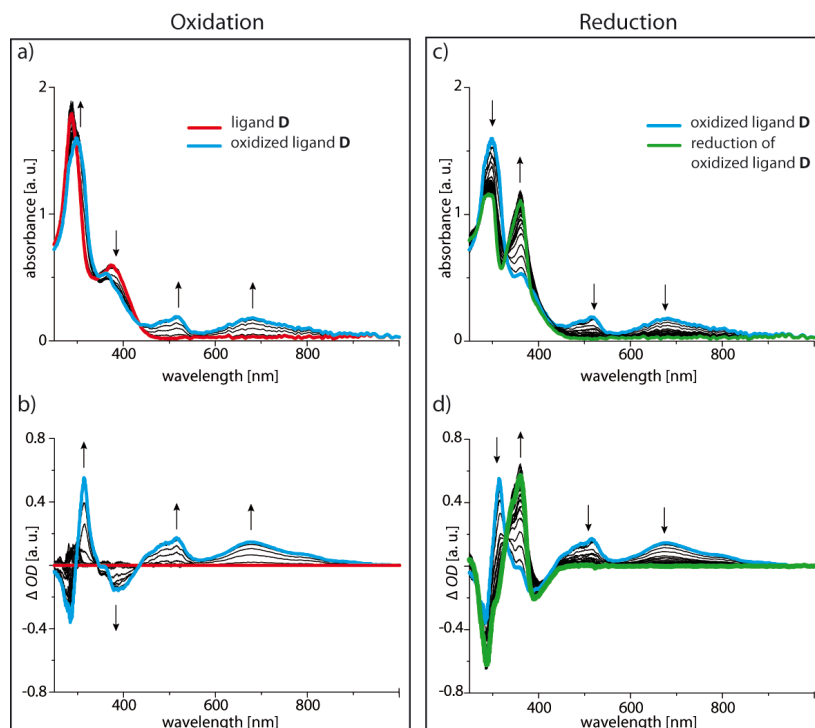 Oxidation
Reduction
a)
2
1
0
absorbance [a. u.]
ligand D
oxidized ligand D
400
600
800
wavelength [nm]
c)
2
1
0
absorbance [a. u.]
oxidized ligand D
reduction of
oxidized ligand D
400
600
800
wavelength [nm]
b)
0.8
0.4
0
-0.4
-0.8
Δ OD [a. u.]
400
600
800
wavelength [nm]
d)
0.8
0.4
0
-0.4
-0.8
Δ OD [a. u.]
400
600
800
wavelength [nm]